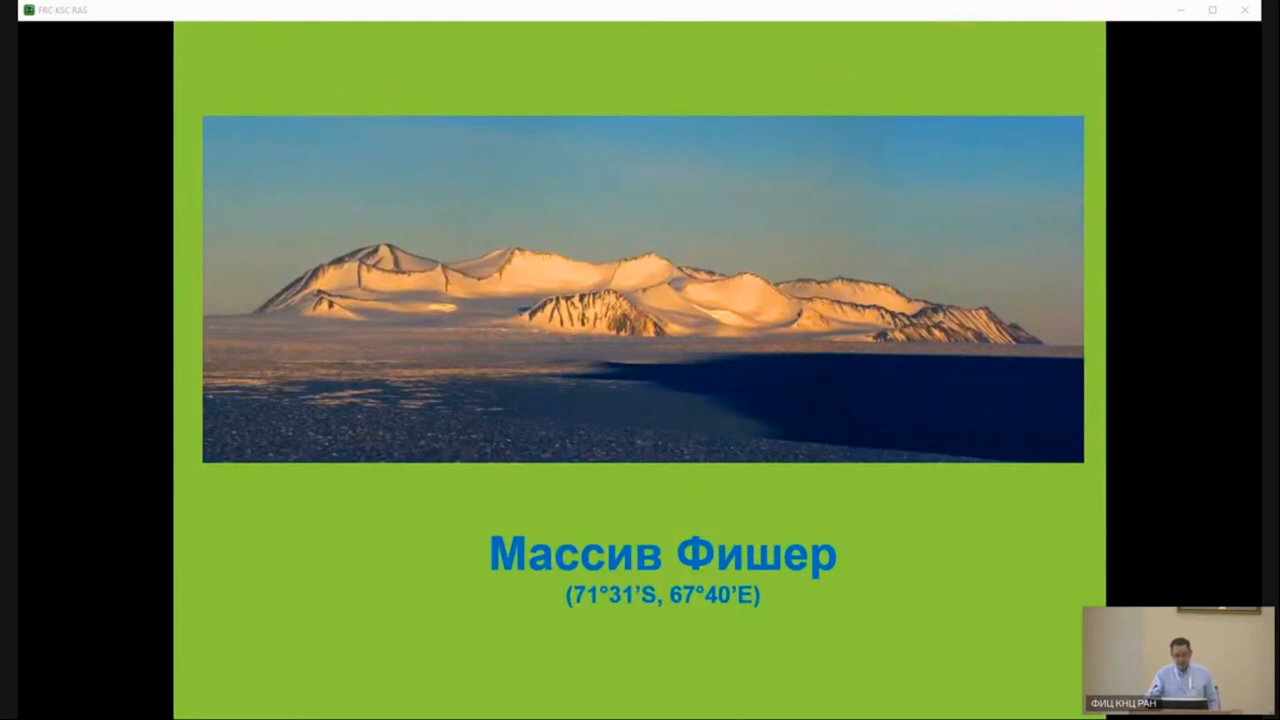 FRC KSC RAS
Массив Фишер
(71°31’S, 67°40’E)
ФИЦ КНЦ РАН